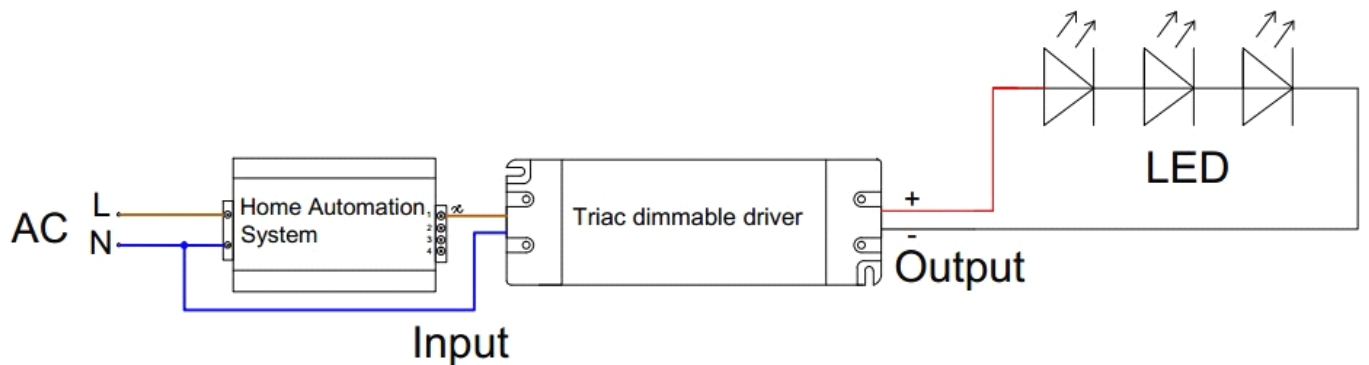 AC
L
N
Home Automation
System
1
2
3
4
Input
Triac dimmable driver
+
-
Output
LED